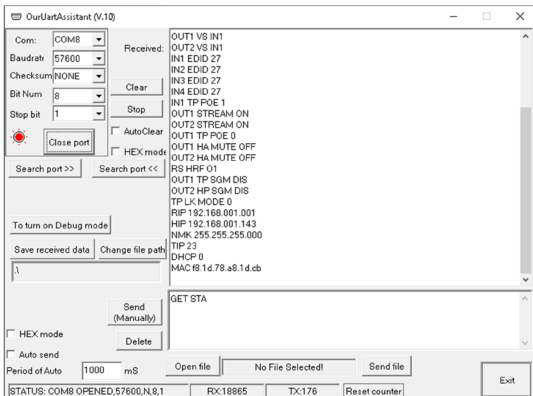 OurUartAssistant (V.10)
Com: COM8
Baudrate 57600
Checksum NONE
Bit Num 8
Stop bit 1
Close port
Received:
Clear
Stop
AutoClear
HEX mode
Search port >>
Search port <<
To turn on Debug mode
Save received data
Change file path
.\
OUT1 VS IN1
OUT2 VS IN1
IN1 EDID 27
IN2 EDID 27
IN3 EDID 27
IN4 EDID 27
IN1 TP POE 1
OUT1 STREAM ON
OUT2 STREAM ON
OUT1 TP POE 0
OUT1 HA MUTE OFF
OUT2 HA MUTE OFF
RS HRF O1
OUT1 TP SGM DIS
OUT2 HP SGM DIS
TP LK MODE 0
RIP 192.168.001.001
HIP 192.168.001.143
NMK 255.255.255.000
TIP 23
DHCP 0
MAC f8.1d.78.a8.1d.cb
Send
(Manually)
Delete
GET STA
HEX mode
Auto send
Period of Auto 1000 mS
Open file
No File Selected!
Send file
Exit
STATUS: COM8 OPENED,57600,N,8,1
RX:18865
TX:176
Reset counter